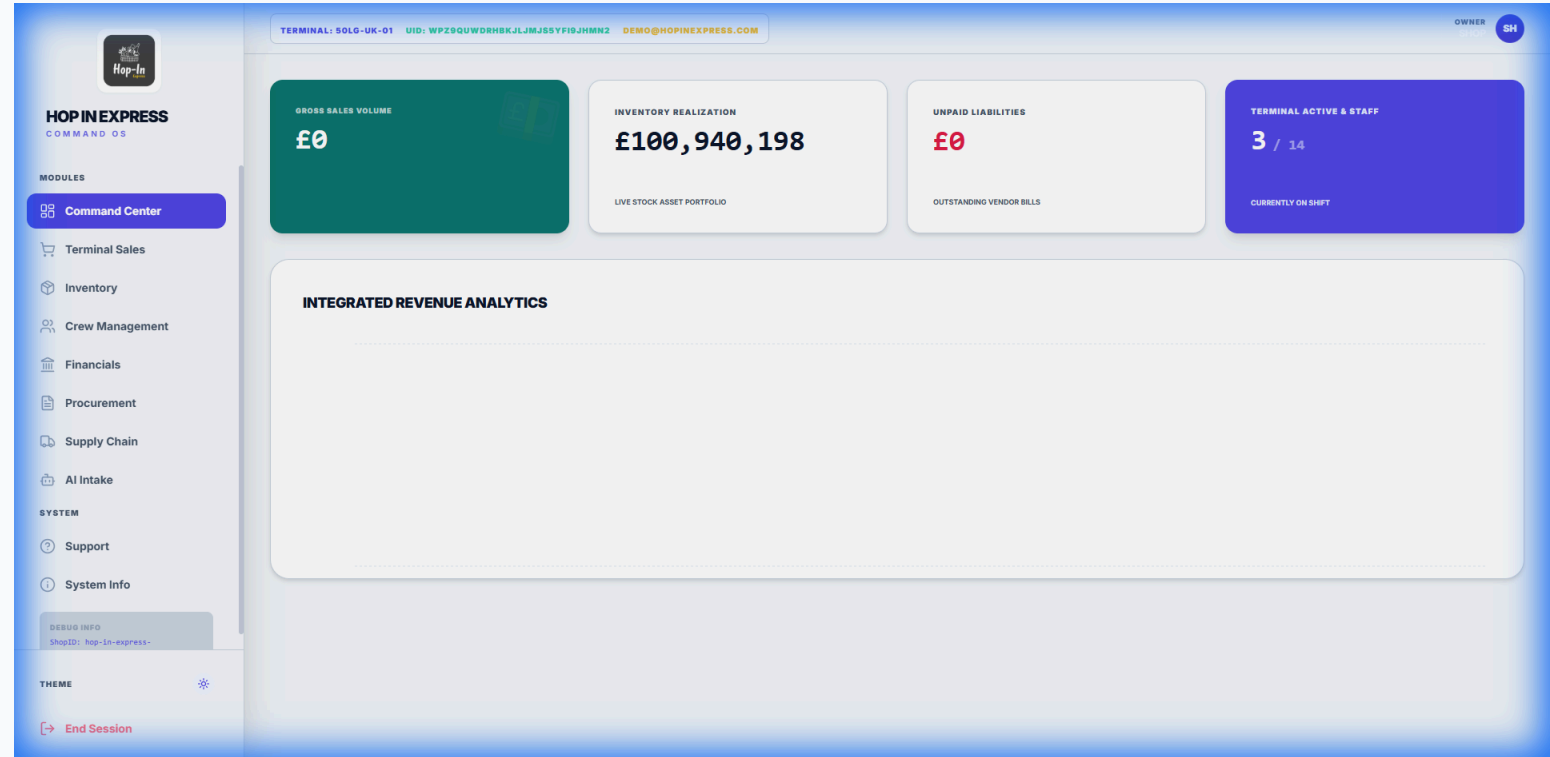 Hop-In
HOP IN EXPRESS
COMMAND OS
MODULES
Command Center
Terminal Sales
Inventory
Crew Management
Financials
Procurement
Supply Chain
AI Intake
SYSTEM
Support
System Info
DEBUG INFO
ShopID: hop-in-express-
THEME
End Session
TERMINAL: 50LG-UK-01 UID: WPZ9QUWDRHBKJLJMJSSYFI9JHMN2 DEMO@HOPINEXPRESS.COM
OWNER
SHOP
SH
GROSS SALES VOLUME
£0
INVENTORY REALIZATION
£100,940,198
LIVE STOCK ASSET PORTFOLIO
UNPAID LIABILITIES
£0
OUTSTANDING VENDOR BILLS
TERMINAL ACTIVE & STAFF
3 / 14
CURRENTLY ON SHIFT
INTEGRATED REVENUE ANALYTICS